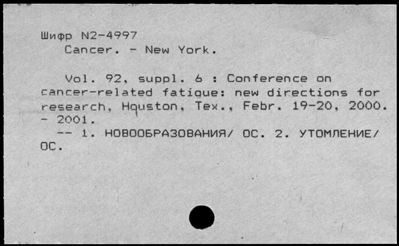 Шифр N2-4997
Cancer. - New York.
Vol. 92, suppl. 6 : Conference on
cancer-related fatigue: new directions for
research, Houston, Tex., Febr. 19-20, 2000.
- 2001.
-- 1. НОВООБРАЗОВАНИЯ/ ОС. 2. УТОМЛЕНИЕ/
ОС.